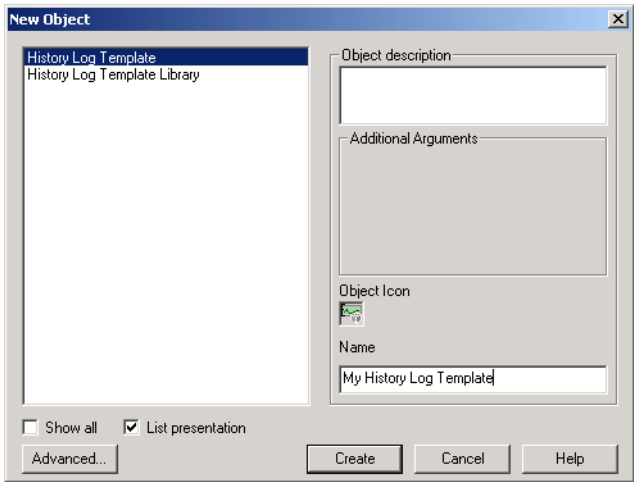 New Object
History Log Template
History Log Template Library
Object description
Additional Arguments
Object Icon
Name
My History Log Template
Show all
List presentation
Advanced...
Create
Cancel
Help